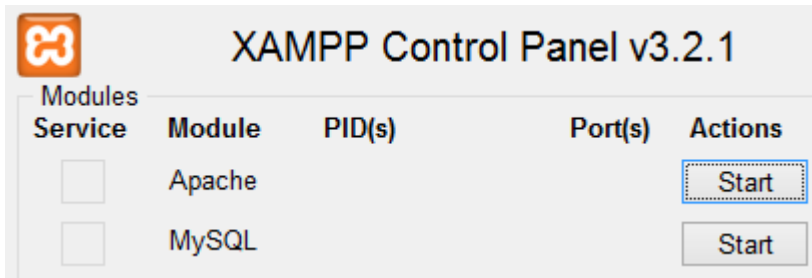 XAMPP Control Panel v3.2.1
Modules
Service Module PID(s) Port(s) Actions
Apache Start
MySQL Start